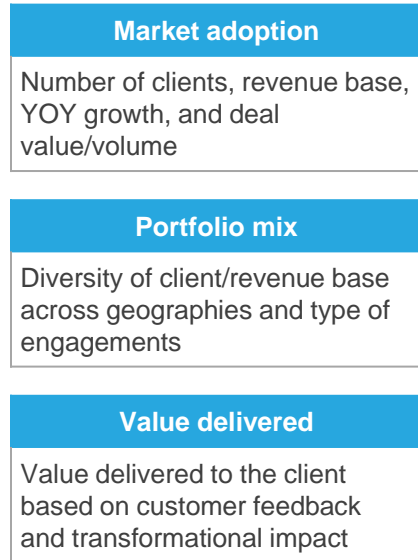 Market adoption
Number of clients, revenue base,
YOY growth, and deal
value/volume
Portfolio mix
Diversity of client/revenue base
across geographies and type of
engagements
Value delivered
Value delivered to the client
based on customer feedback
and transformational impact